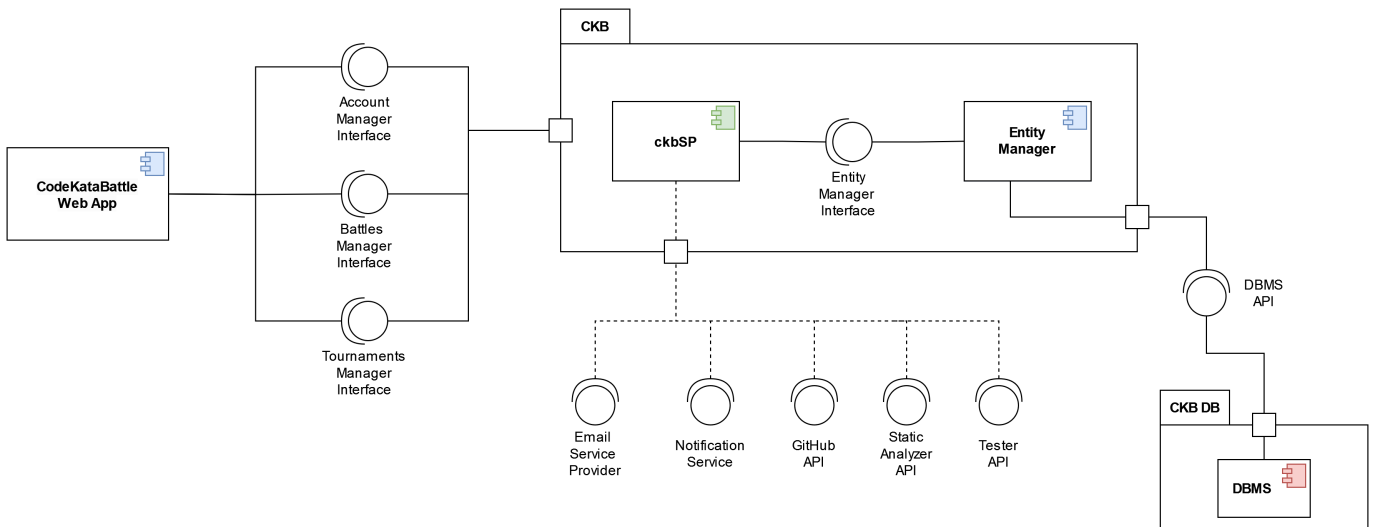 CKB
Account
Manager
Interface
CodeKataBattle
Web App
ckbSP
Entity
Manager
Entity
Manager
Interface
Battles
Manager
Interface
DBMS
API
Tournaments
Manager
Interface
Email
Service
Provider
Notification
Service
GitHub
API
Static
Analyzer
API
Tester
API
CKB DB
DBMS